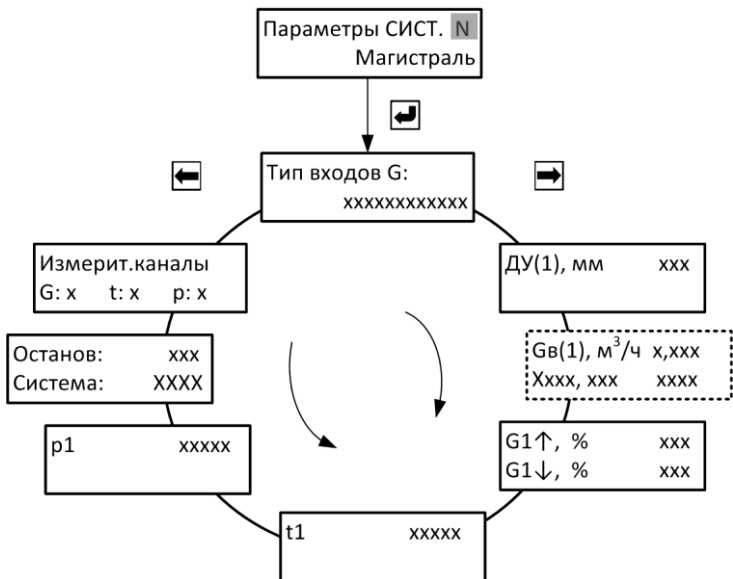 Параметры СИСТ. N
Магистраль
Тип входов G:
xxxxxxxxxxxx
Измерит.каналы
G: x t: x p: x
ДУ(1), мм xxx
Останов: xxx
Система: XXXX
Gв(1), м³/ч x,xxx
Xxxx, xxx xxxx
p1 xxxxx
G1↑, % xxx
G1↓, % xxx
t1 xxxxx